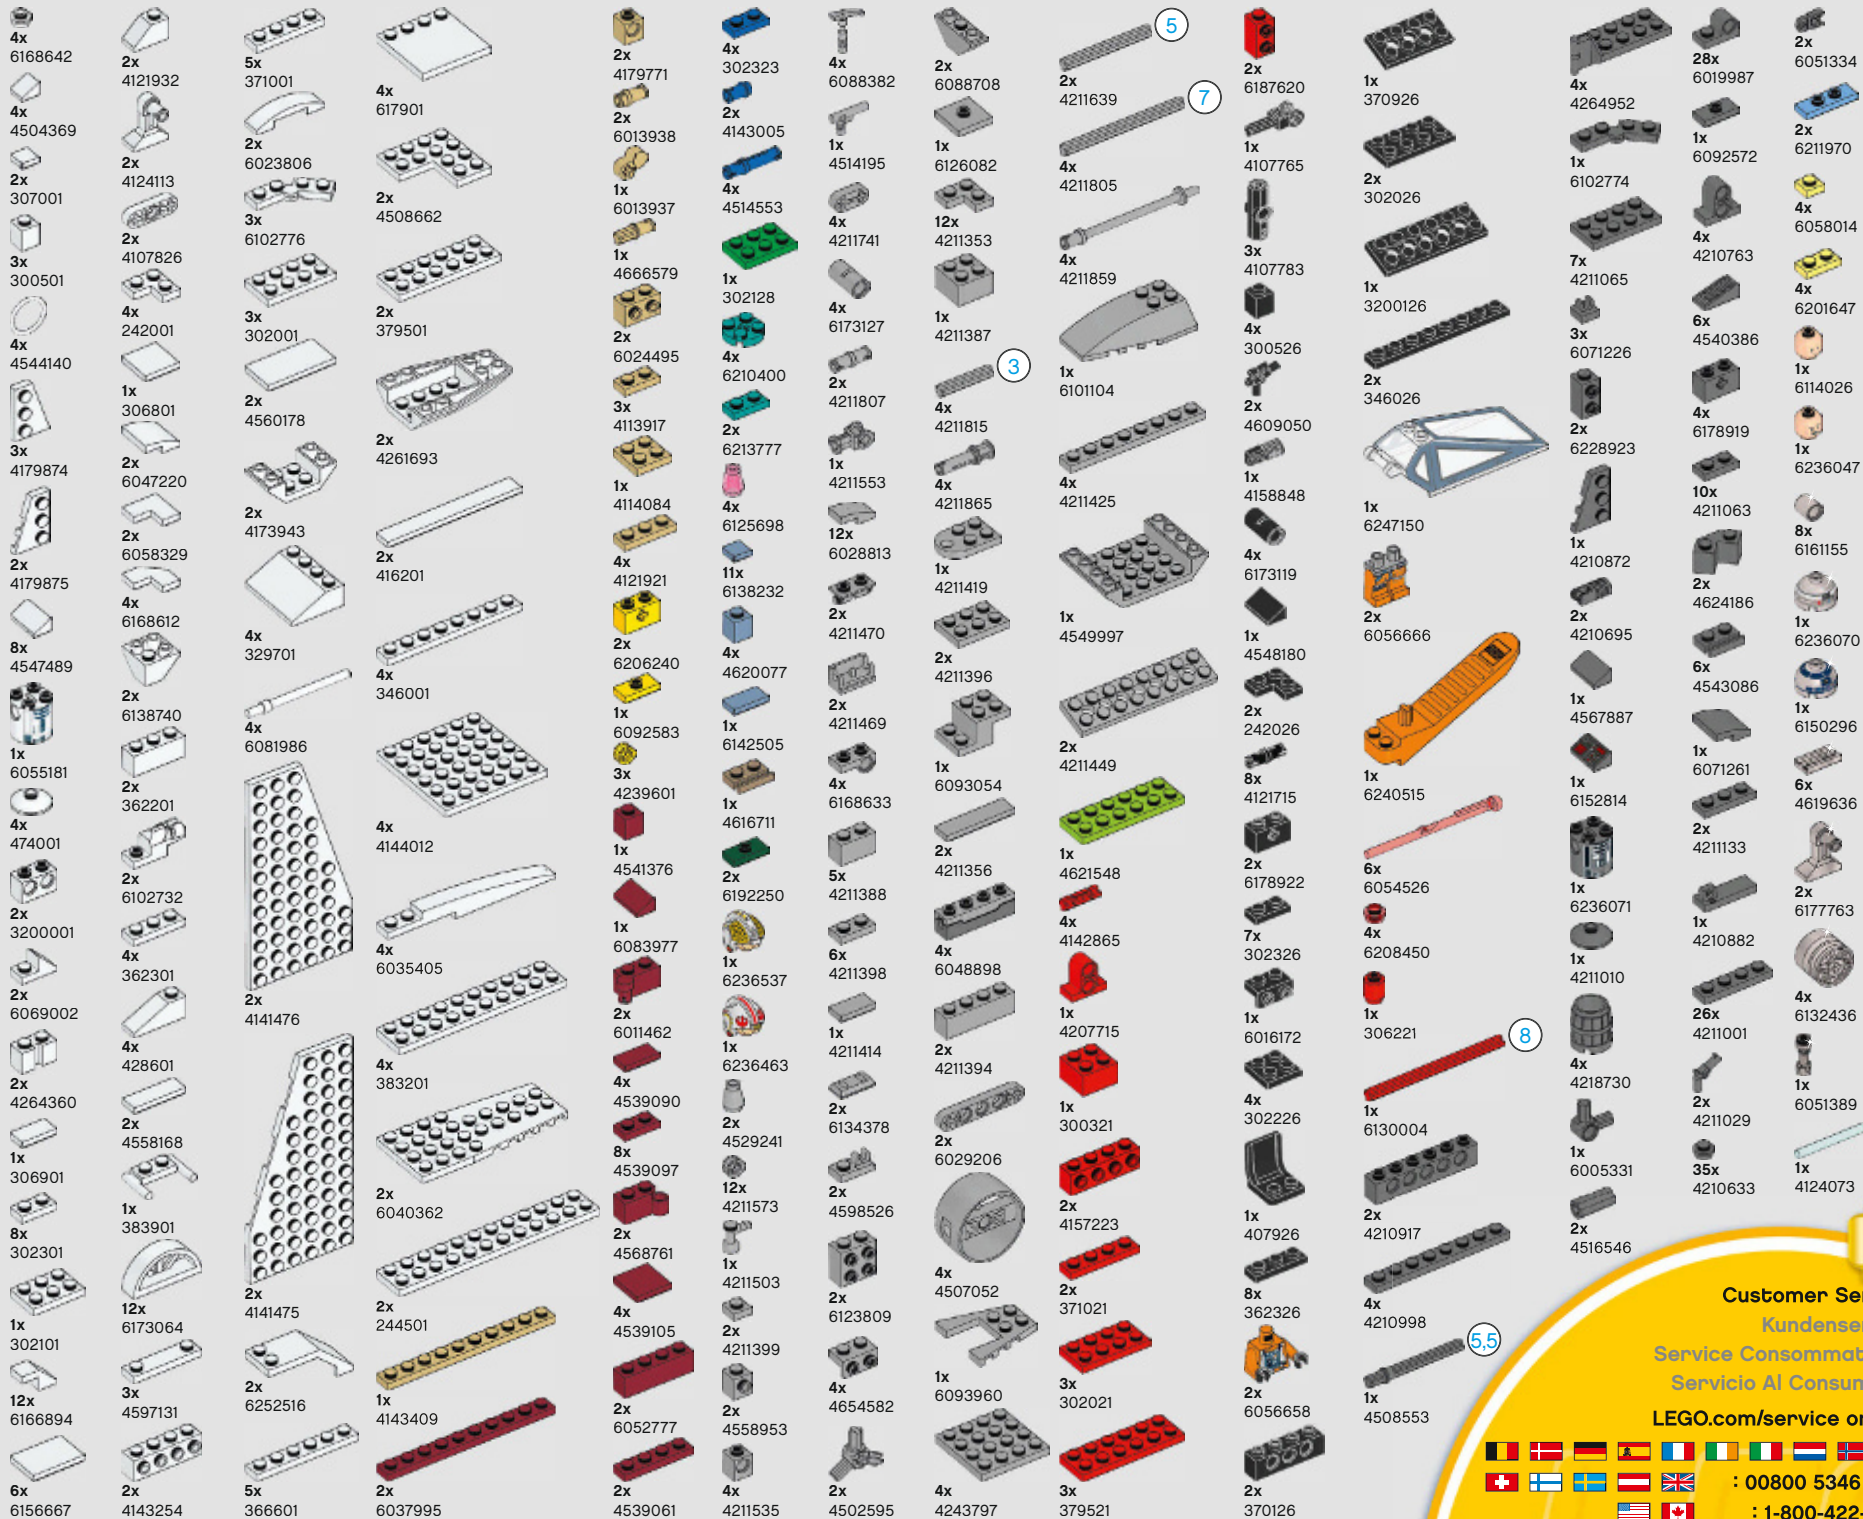 4x
6168642
4x
4504369
2x
307001
3x
300501
4x
4544140
3x
4179874
2x
4179875
8x
4547489
1x
6055181
4x
474001
2x
3200001
2x
6069002
2x
4264360
1x
306901
8x
302301
1x
302101
12x
6166894
6x
6156667
2x
4121932
2x
4124113
2x
4107826
4x
242001
1x
306801
2x
6047220
2x
6058329
4x
6168612
2x
6138740
2x
362201
2x
6102732
4x
362301
4x
428601
2x
4558168
1x
383901
12x
6173064
3x
4597131
2x
4143254
5x
371001
2x
6023806
3x
6102776
3x
302001
2x
4560178
2x
4173943
4x
329701
4x
6081986
2x
4141476
2x
4141475
2x
6252516
5x
366601
4x
617901
2x
4508662
2x
379501
2x
4261693
2x
416201
4x
346001
4x
4144012
4x
6035405
4x
383201
2x
6040362
2x
244501
1x
4143409
2x
6037995
2x
4179771
2x
6013938
1x
6013937
1x
4666579
2x
6024495
3x
4113917
1x
4114084
4x
4121921
2x
6206240
1x
6092583
3x
4239601
1x
4541376
1x
6083977
2x
6011462
4x
4539090
8x
4539097
2x
4568761
4x
4539105
2x
6052777
2x
4539061
4x
302323
2x
4143005
4x
4514553
1x
302128
4x
6210400
2x
6213777
4x
6125698
11x
6138232
4x
4620077
1x
6142505
1x
4616711
2x
6192250
1x
6236537
1x
6236463
2x
4529241
12x
4211573
1x
4211503
2x
4211399
2x
4558953
4x
4211535
4x
6088382
1x
4514195
4x
4211741
4x
6173127
2x
4211807
1x
4211553
12x
6028813
2x
4211470
2x
4211469
4x
6168633
5x
4211388
6x
4211398
1x
4211414
2x
6134378
2x
4598526
2x
6123809
4x
4654582
2x
4502595
2x
6088708
1x
6126082
12x
4211353
1x
4211387
3
4x
4211815
4x
4211865
1x
4211419
2x
4211396
1x
6093054
2x
4211356
4x
6048898
2x
4211394
2x
6029206
4x
4507052
1x
6093960
4x
4243797
5
2x
4211639
7
4x
4211805
4x
4211859
1x
6101104
4x
4211425
1x
4549997
2x
4211449
1x
4621548
4x
4142865
1x
4207715
1x
300321
2x
4157223
2x
371021
3x
302021
3x
379521
2x
6187620
1x
4107765
3x
4107783
4x
300526
2x
4609050
1x
4158848
4x
6173119
1x
4548180
2x
242026
8x
4121715
2x
6178922
7x
302326
1x
6016172
4x
302226
1x
407926
8x
362326
2x
6056658
2x
370126
1x
370926
2x
302026
1x
3200126
2x
346026
1x
6247150
2x
6056666
1x
6240515
6x
6054526
4x
6208450
1x
306221
8
1x
6130004
2x
4210917
4x
4210998
5,5
1x
4508553
4x
4264952
1x
6102774
7x
4211065
3x
6071226
2x
6228923
1x
4210872
2x
4210695
1x
4567887
1x
6152814
1x
6236071
1x
4211010
4x
4218730
1x
6005331
2x
4516546
28x
6019987
1x
6092572
4x
4210763
6x
4540386
4x
6178919
10x
4211063
2x
4624186
6x
4543086
1x
6071261
2x
4211133
1x
4210882
26x
4211001
2x
4211029
35x
4210633
2x
6051334
2x
6211970
4x
6058014
4x
6201647
1x
6114026
1x
6236047
8x
6161155
1x
6236070
1x
6150296
6x
4619636
2x
6177763
4x
6132436
1x
6051389
1x
4124073
Customer Se
Kundense
Service Consommat
Servicio Al Consu
LEGO.com/service o
: 00800 5346
: 1-800-422-